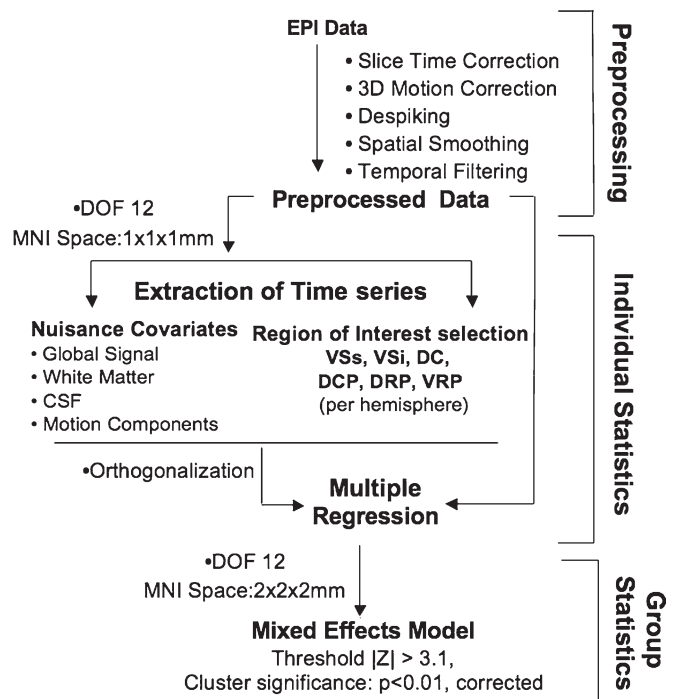 EPI Data
• Slice Time Correction
• 3D Motion Correction
• Despiking
• Spatial Smoothing
• Temporal Filtering
Preprocessing
Preprocessed Data
•DOF 12
MNI Space:1x1x1mm
Extraction of Time series
Nuisance Covariates
• Global Signal
• White Matter
• CSF
• Motion Components
Region of Interest selection
VSs, VSi, DC,
DCP, DRP, VRP
(per hemisphere)
Individual Statistics
•Orthogonalization
Multiple
Regression
•DOF 12
MNI Space:2x2x2mm
Mixed Effects Model
Threshold |Z| > 3.1,
Cluster significance: p<0.01, corrected
Group
Statistics